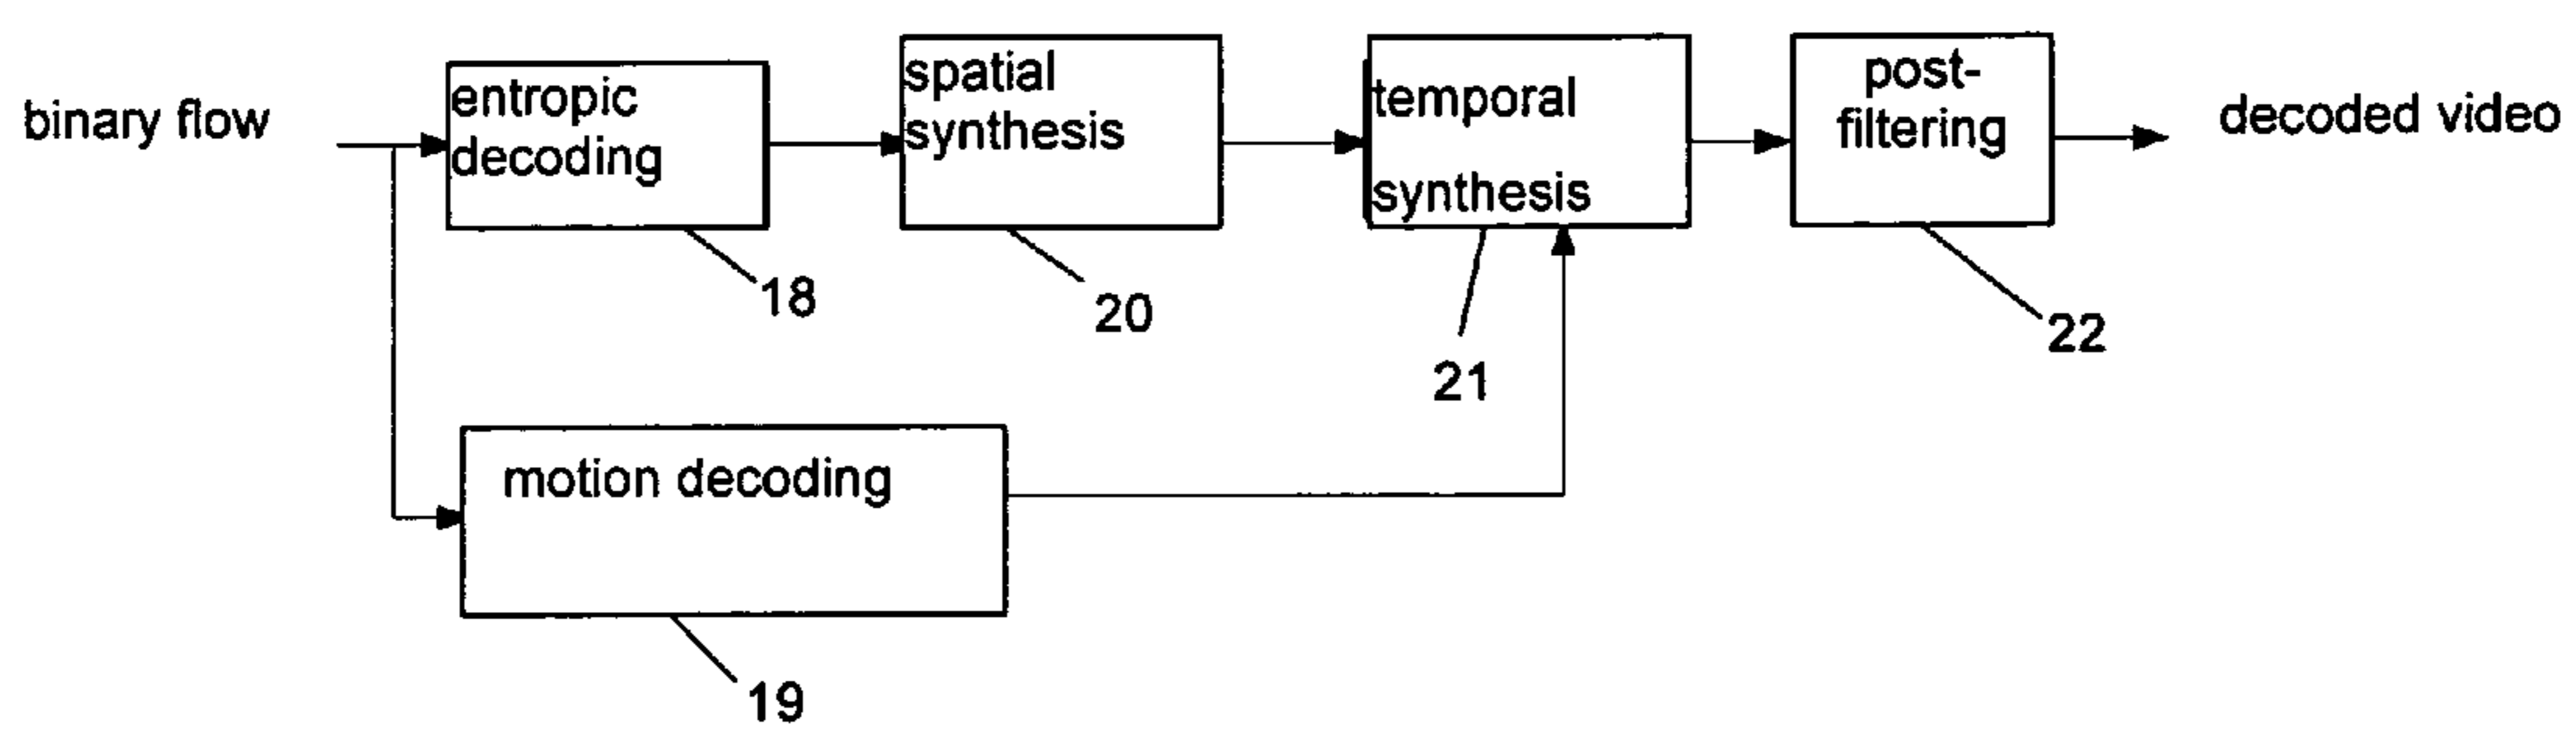 binary flow
entropic
decoding
spatial
synthesis
temporal
synthesis
post-
filtering
decoded video
18
20
21
22
motion decoding
19